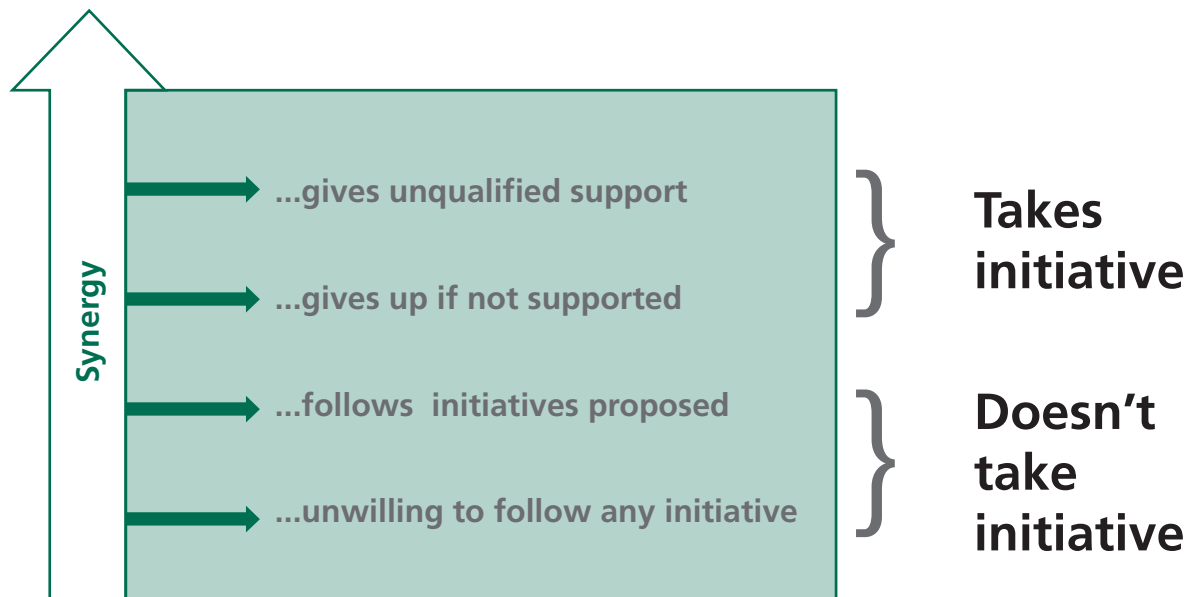 ...gives unqualified support
Takes
initiative
...gives up if not supported
Synergy
...follows initiatives proposed
Doesn't
take
initiative
...unwilling to follow any initiative